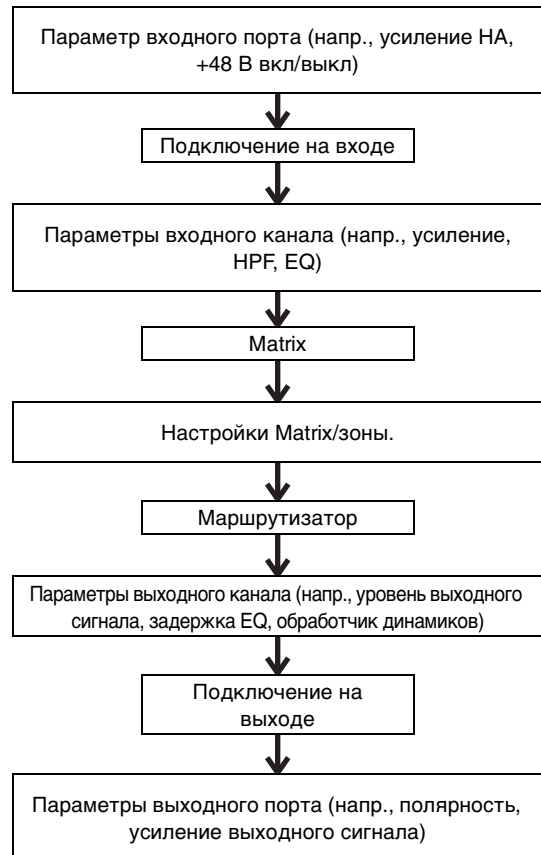 Параметр входного порта (напр., усиление HA,
+48 В вкл/выкл)
Подключение на входе
Параметры входного канала (напр., усиление,
HPF, EQ)
Matrix
Настройки Matrix/зоны.
Маршрутизатор
Параметры выходного канала (напр., уровень выходного
сигнала, задержка EQ, обработчик динамиков)
Подключение на
выходе
Параметры выходного порта (напр., полярность,
усиление выходного сигнала)